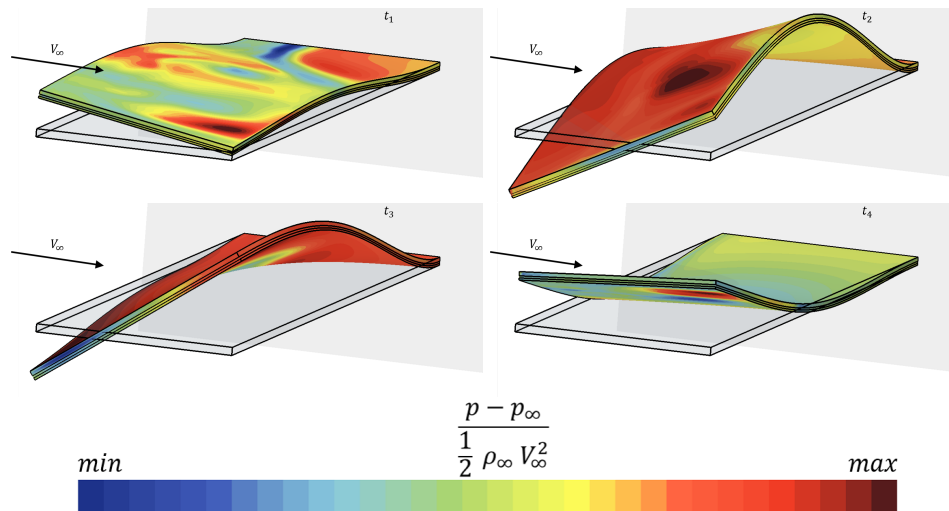 t₁
V∞
t₂
V∞
t₃
V∞
t₄
V∞
p − p∞
1
2
ρ∞ V∞²
min
max